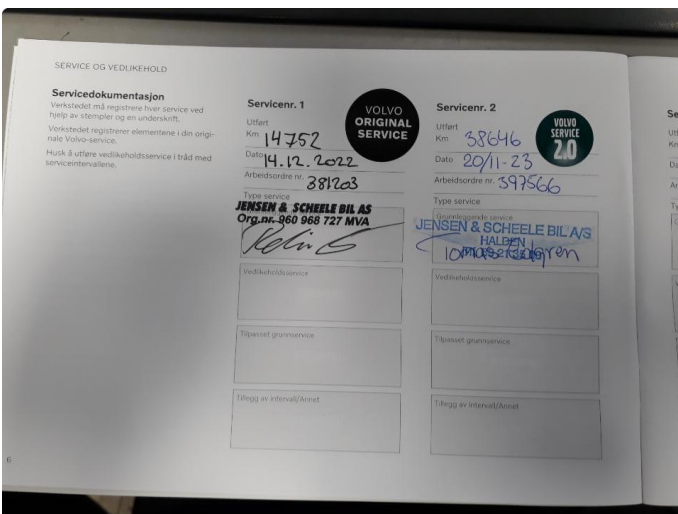 SERVICE OG VEDLIKEHOLD
Servicedokumentasjon
Verkstedet må registrere hver service ved
hjelp av stempler og en underskrift.
Verkstedet registrerer elementene i din origi-
nale Volvo-service.
Husk å utføre vedlikeholdsservice i tråd med
serviceintervallene.
Servicenr. 1
Utført
Km 14752
Dato 14.12.2022
Arbeidsordre nr. 381203
Type service
JENSEN & SCHEELE BIL AS
Org.nr. 960 968 727 MVA
Vedlikeholdsservice
Tilpasset grunnservice
Tillegg av intervall/Annet
VOLVO
ORIGINAL
SERVICE
Servicenr. 2
Utført
Km 38646
Dato 20/11-23
Arbeidsordre nr. 397566
Type service
Grunnleggende service
JENSEN & SCHEELE BIL A/S
HALDEN
Vedlikeholdsservice
Tilpasset grunnservice
Tillegg av intervall/Annet
VOLVO
SERVICE
2.0
6